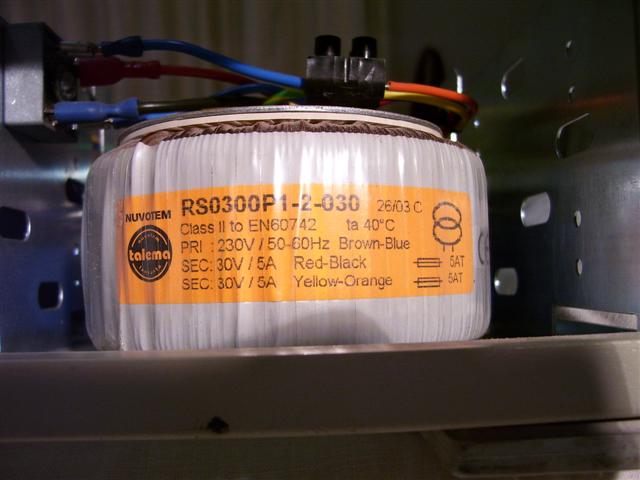 NUVOTEM
talema
RS0300P1-2-030 26/03 C
Class II to EN60742 ta 40°C
PRI : 230V / 50-60Hz Brown-Blue
SEC: 30V / 5A Red-Black 5AT
SEC: 30V / 5A Yellow-Orange 5AT